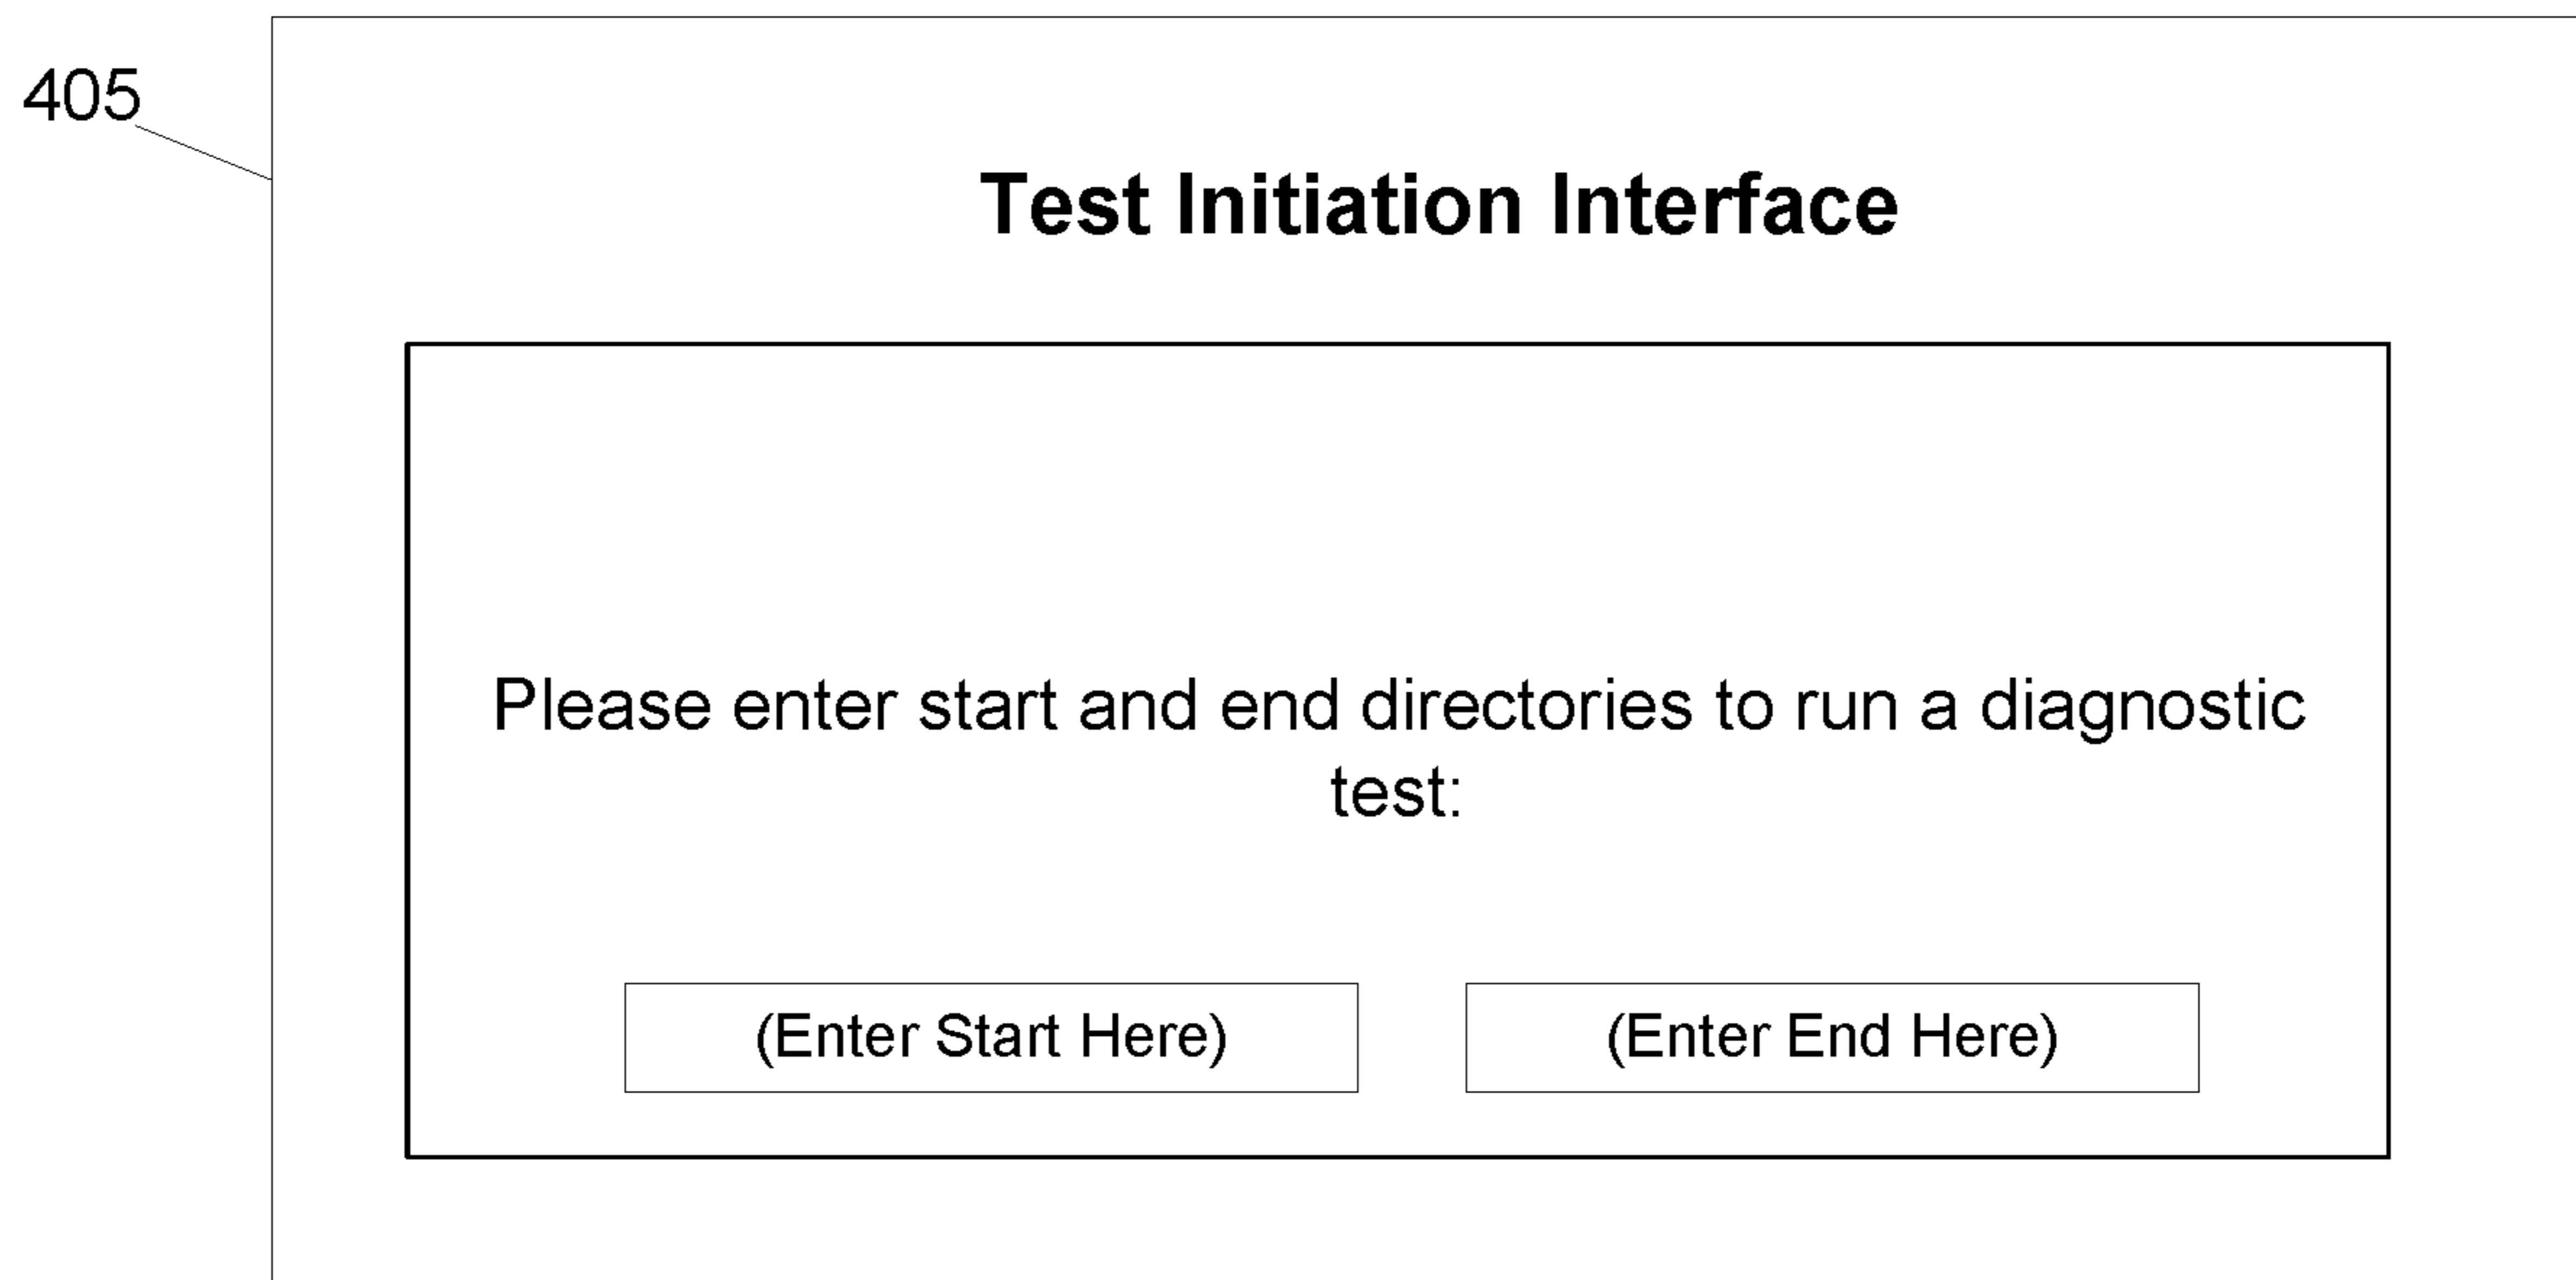 405
Test Initiation Interface
Please enter start and end directories to run a diagnostic
test:
(Enter Start Here) (Enter End Here)